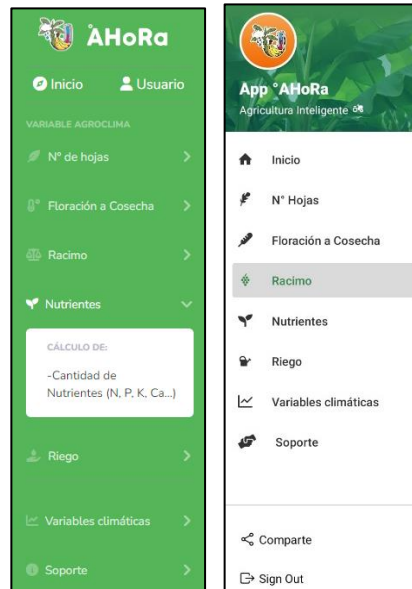 ÅHoRa
Inicio Usuario
VARIABLE AGROCLIMA
N° de hojas
Floración a Cosecha
Racimo
Nutrientes
CÁLCULO DE:
-Cantidad de
Nutrientes (N, P, K, Ca...)
Riego
Variables climáticas
Soporte
App °AHoRa
Agricultura Inteligente
Inicio
N° Hojas
Floración a Cosecha
Racimo
Nutrientes
Riego
Variables climáticas
Soporte
Comparte
Sign Out